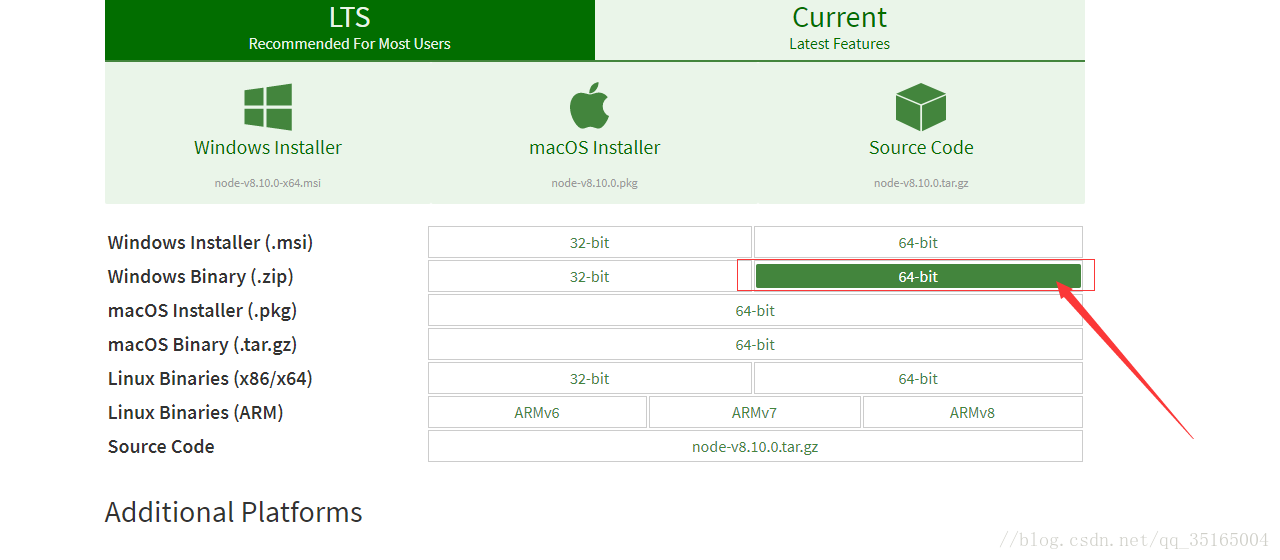 LTS
Recommended For Most Users
Current
Latest Features
Windows Installer
node-v8.10.0-x64.msi
macOS Installer
node-v8.10.0.pkg
Source Code
node-v8.10.0.tar.gz
Windows Installer (.msi) 32-bit 64-bit
Windows Binary (.zip) 32-bit 64-bit
macOS Installer (.pkg) 64-bit
macOS Binary (.tar.gz) 64-bit
Linux Binaries (x86/x64) 32-bit 64-bit
Linux Binaries (ARM) ARMv6 ARMv7 ARMv8
Source Code node-v8.10.0.tar.gz
Additional Platforms
//blog.csdn.net/qq_35165004